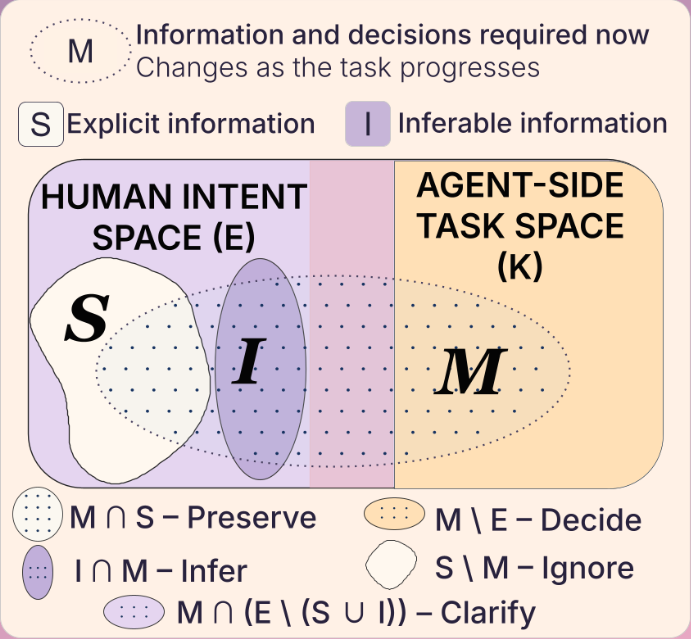 M
Information and decisions required now
Changes as the task progresses
S Explicit information
I Inferable information
HUMAN INTENT
SPACE (E)
AGENT-SIDE
TASK SPACE
(K)
S
I
M
M ∩ S – Preserve
M \ E – Decide
I ∩ M – Infer
S \ M – Ignore
M ∩ (E \ (S ∪ I)) – Clarify